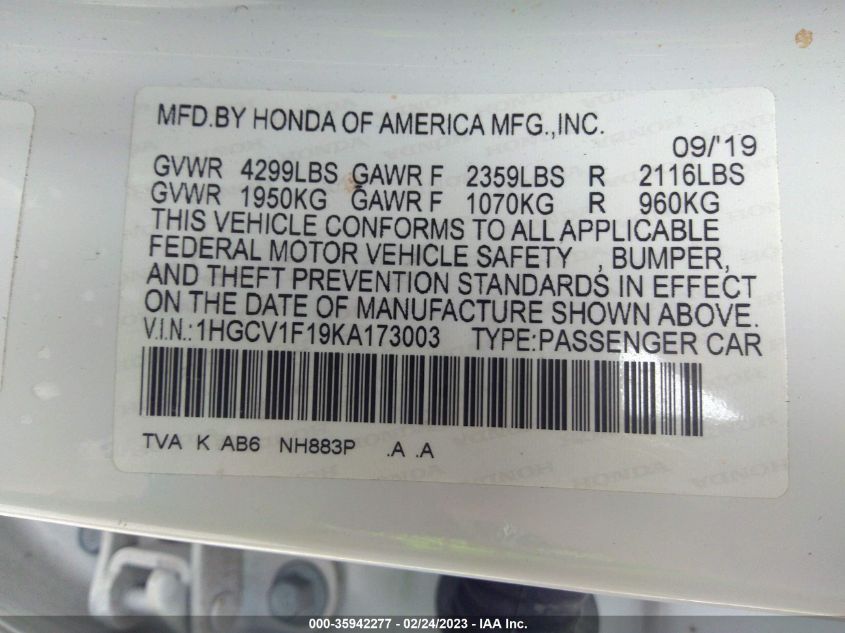 MFD.BY HONDA OF AMERICA MFG.,INC.
09/'19
GVWR 4299LBS GAWR F 2359LBS R 2116LBS
GVWR 1950KG GAWR F 1070KG R 960KG
THIS VEHICLE CONFORMS TO ALL APPLICABLE
FEDERAL MOTOR VEHICLE SAFETY , BUMPER,
AND THEFT PREVENTION STANDARDS IN EFFECT
ON THE DATE OF MANUFACTURE SHOWN ABOVE.
V.I.N.:1HGCV1F19KA173003 TYPE:PASSENGER CAR
TVA K AB6 NH883P .A .A
000-35942277 - 02/24/2023 - IAA Inc.